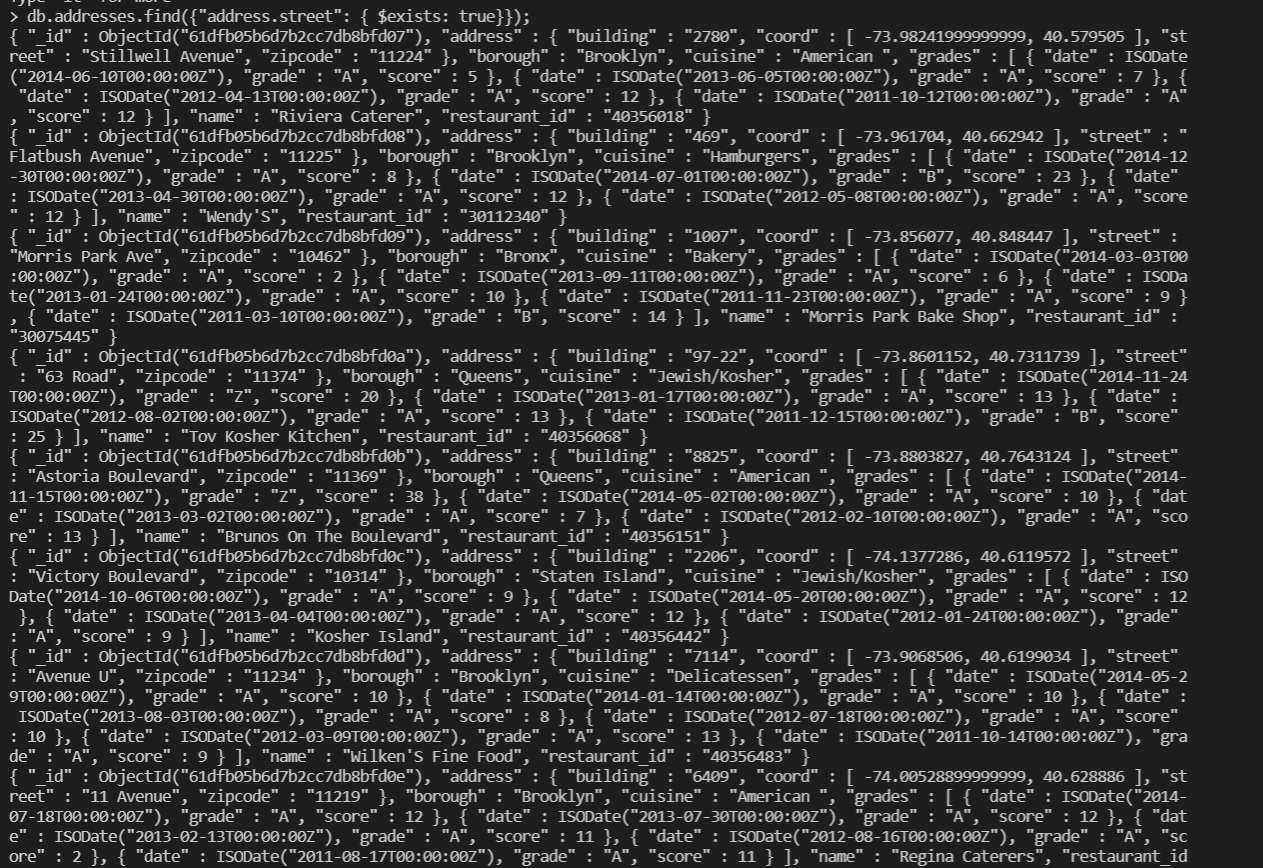 Type "it" for more
> db.addresses.find({"address.street": { $exists: true}});
{ "_id" : ObjectId("61dfb05b6d7b2cc7db8bfd07"), "address" : { "building" : "2780", "coord" : [ -73.98241999999999, 40.579505 ], "st
reet" : "Stillwell Avenue", "zipcode" : "11224" }, "borough" : "Brooklyn", "cuisine" : "American ", "grades" : [ { "date" : ISODate
("2014-06-10T00:00:00Z"), "grade" : "A", "score" : 5 }, { "date" : ISODate("2013-06-05T00:00:00Z"), "grade" : "A", "score" : 7 }, {
 "date" : ISODate("2012-04-13T00:00:00Z"), "grade" : "A", "score" : 12 }, { "date" : ISODate("2011-10-12T00:00:00Z"), "grade" : "A"
, "score" : 12 } ], "name" : "Riviera Caterer", "restaurant_id" : "40356018" }
{ "_id" : ObjectId("61dfb05b6d7b2cc7db8bfd08"), "address" : { "building" : "469", "coord" : [ -73.961704, 40.662942 ], "street" : "
Flatbush Avenue", "zipcode" : "11225" }, "borough" : "Brooklyn", "cuisine" : "Hamburgers", "grades" : [ { "date" : ISODate("2014-12
-30T00:00:00Z"), "grade" : "A", "score" : 8 }, { "date" : ISODate("2014-07-01T00:00:00Z"), "grade" : "B", "score" : 23 }, { "date"
: ISODate("2013-04-30T00:00:00Z"), "grade" : "A", "score" : 12 }, { "date" : ISODate("2012-05-08T00:00:00Z"), "grade" : "A", "score
" : 12 } ], "name" : "Wendy'S", "restaurant_id" : "30112340" }
{ "_id" : ObjectId("61dfb05b6d7b2cc7db8bfd09"), "address" : { "building" : "1007", "coord" : [ -73.856077, 40.848447 ], "street" :
"Morris Park Ave", "zipcode" : "10462" }, "borough" : "Bronx", "cuisine" : "Bakery", "grades" : [ { "date" : ISODate("2014-03-03T00
:00:00Z"), "grade" : "A", "score" : 2 }, { "date" : ISODate("2013-09-11T00:00:00Z"), "grade" : "A", "score" : 6 }, { "date" : ISODa
te("2013-01-24T00:00:00Z"), "grade" : "A", "score" : 10 }, { "date" : ISODate("2011-11-23T00:00:00Z"), "grade" : "A", "score" : 9 }
, { "date" : ISODate("2011-03-10T00:00:00Z"), "grade" : "B", "score" : 14 } ], "name" : "Morris Park Bake Shop", "restaurant_id" :
"30075445" }
{ "_id" : ObjectId("61dfb05b6d7b2cc7db8bfd0a"), "address" : { "building" : "97-22", "coord" : [ -73.8601152, 40.7311739 ], "street"
 : "63 Road", "zipcode" : "11374" }, "borough" : "Queens", "cuisine" : "Jewish/Kosher", "grades" : [ { "date" : ISODate("2014-11-24
T00:00:00Z"), "grade" : "Z", "score" : 20 }, { "date" : ISODate("2013-01-17T00:00:00Z"), "grade" : "A", "score" : 13 }, { "date" :
ISODate("2012-08-02T00:00:00Z"), "grade" : "A", "score" : 13 }, { "date" : ISODate("2011-12-15T00:00:00Z"), "grade" : "B", "score"
: 25 } ], "name" : "Tov Kosher Kitchen", "restaurant_id" : "40356068" }
{ "_id" : ObjectId("61dfb05b6d7b2cc7db8bfd0b"), "address" : { "building" : "8825", "coord" : [ -73.8803827, 40.7643124 ], "street"
: "Astoria Boulevard", "zipcode" : "11369" }, "borough" : "Queens", "cuisine" : "American ", "grades" : [ { "date" : ISODate("2014-
11-15T00:00:00Z"), "grade" : "Z", "score" : 38 }, { "date" : ISODate("2014-05-02T00:00:00Z"), "grade" : "A", "score" : 10 }, { "dat
e" : ISODate("2013-03-02T00:00:00Z"), "grade" : "A", "score" : 7 }, { "date" : ISODate("2012-02-10T00:00:00Z"), "grade" : "A", "sco
re" : 13 } ], "name" : "Brunos On The Boulevard", "restaurant_id" : "40356151" }
{ "_id" : ObjectId("61dfb05b6d7b2cc7db8bfd0c"), "address" : { "building" : "2206", "coord" : [ -74.1377286, 40.6119572 ], "street"
: "Victory Boulevard", "zipcode" : "10314" }, "borough" : "Staten Island", "cuisine" : "Jewish/Kosher", "grades" : [ { "date" : ISO
Date("2014-10-06T00:00:00Z"), "grade" : "A", "score" : 9 }, { "date" : ISODate("2014-05-20T00:00:00Z"), "grade" : "A", "score" : 12
 }, { "date" : ISODate("2013-04-04T00:00:00Z"), "grade" : "A", "score" : 12 }, { "date" : ISODate("2012-01-24T00:00:00Z"), "grade"
: "A", "score" : 9 } ], "name" : "Kosher Island", "restaurant_id" : "40356442" }
{ "_id" : ObjectId("61dfb05b6d7b2cc7db8bfd0d"), "address" : { "building" : "7114", "coord" : [ -73.9068506, 40.6199034 ], "street"
: "Avenue U", "zipcode" : "11234" }, "borough" : "Brooklyn", "cuisine" : "Delicatessen", "grades" : [ { "date" : ISODate("2014-05-2
9T00:00:00Z"), "grade" : "A", "score" : 10 }, { "date" : ISODate("2014-01-14T00:00:00Z"), "grade" : "A", "score" : 10 }, { "date" :
 ISODate("2013-08-03T00:00:00Z"), "grade" : "A", "score" : 8 }, { "date" : ISODate("2012-07-18T00:00:00Z"), "grade" : "A", "score"
: 10 }, { "date" : ISODate("2012-03-09T00:00:00Z"), "grade" : "A", "score" : 13 }, { "date" : ISODate("2011-10-14T00:00:00Z"), "gra
de" : "A", "score" : 9 } ], "name" : "Wilken'S Fine Food", "restaurant_id" : "40356483" }
{ "_id" : ObjectId("61dfb05b6d7b2cc7db8bfd0e"), "address" : { "building" : "6409", "coord" : [ -74.00528899999999, 40.628886 ], "st
reet" : "11 Avenue", "zipcode" : "11219" }, "borough" : "Brooklyn", "cuisine" : "American ", "grades" : [ { "date" : ISODate("2014-
07-18T00:00:00Z"), "grade" : "A", "score" : 12 }, { "date" : ISODate("2013-07-30T00:00:00Z"), "grade" : "A", "score" : 12 }, { "dat
e" : ISODate("2013-02-13T00:00:00Z"), "grade" : "A", "score" : 11 }, { "date" : ISODate("2012-08-16T00:00:00Z"), "grade" : "A", "sc
ore" : 2 }, { "date" : ISODate("2011-08-17T00:00:00Z"), "grade" : "A", "score" : 11 } ], "name" : "Regina Caterers", "restaurant_id